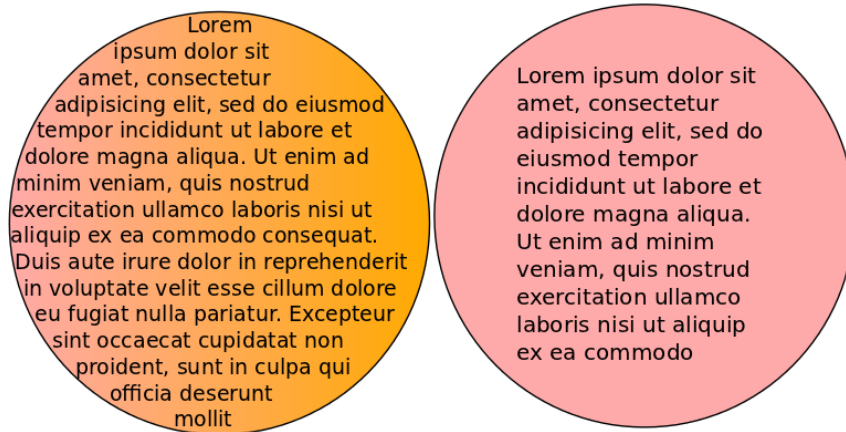 Lorem
ipsum dolor sit
amet, consectetur
adipisicing elit, sed do eiusmod
tempor incididunt ut labore et
dolore magna aliqua. Ut enim ad
minim veniam, quis nostrud
exercitation ullamco laboris nisi ut
aliquip ex ea commodo consequat.
Duis aute irure dolor in reprehenderit
in voluptate velit esse cillum dolore
eu fugiat nulla pariatur. Excepteur
sint occaecat cupidatat non
proident, sunt in culpa qui
officia deserunt
mollit
Lorem ipsum dolor sit
amet, consectetur
adipisicing elit, sed do
eiusmod tempor
incididunt ut labore et
dolore magna aliqua.
Ut enim ad minim
veniam, quis nostrud
exercitation ullamco
laboris nisi ut aliquip
ex ea commodo